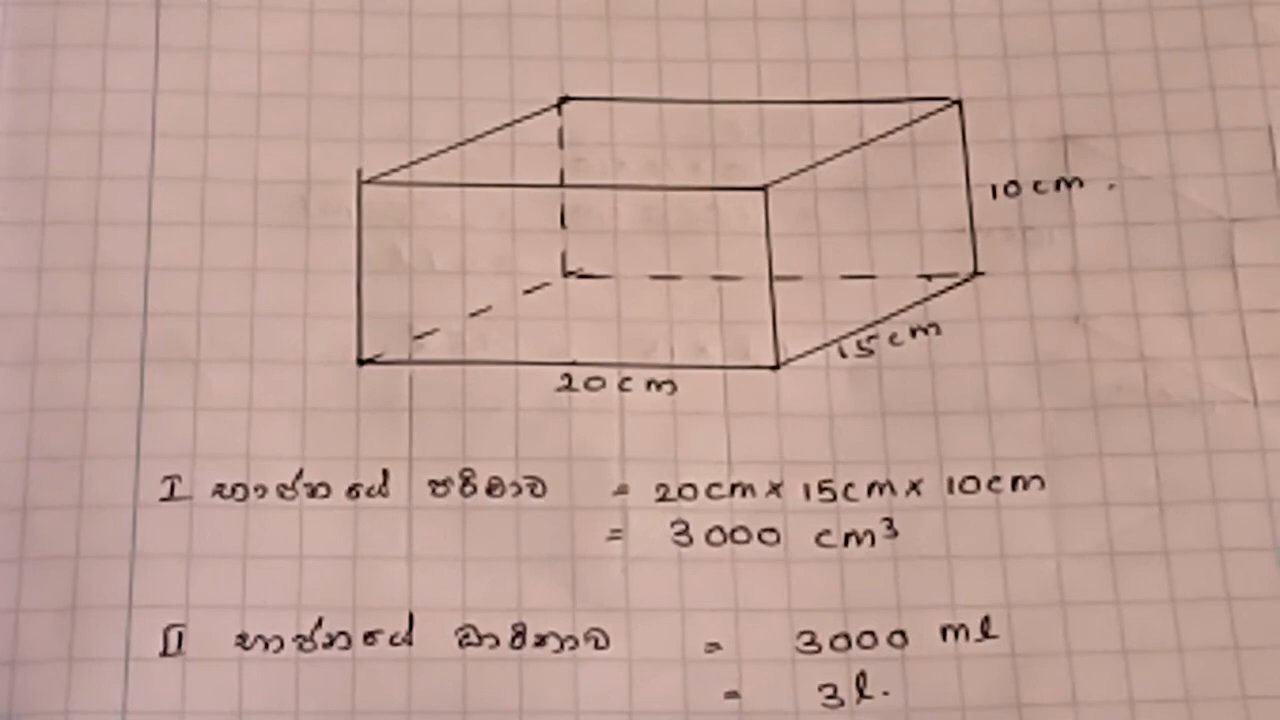 10cm.
15cm
20cm
I භාජනයේ පරිමාව = 20cm × 15cm × 10cm
= 3000 cm³
II භාජනයේ ධාරිතාව = 3000 ml
= 3l.